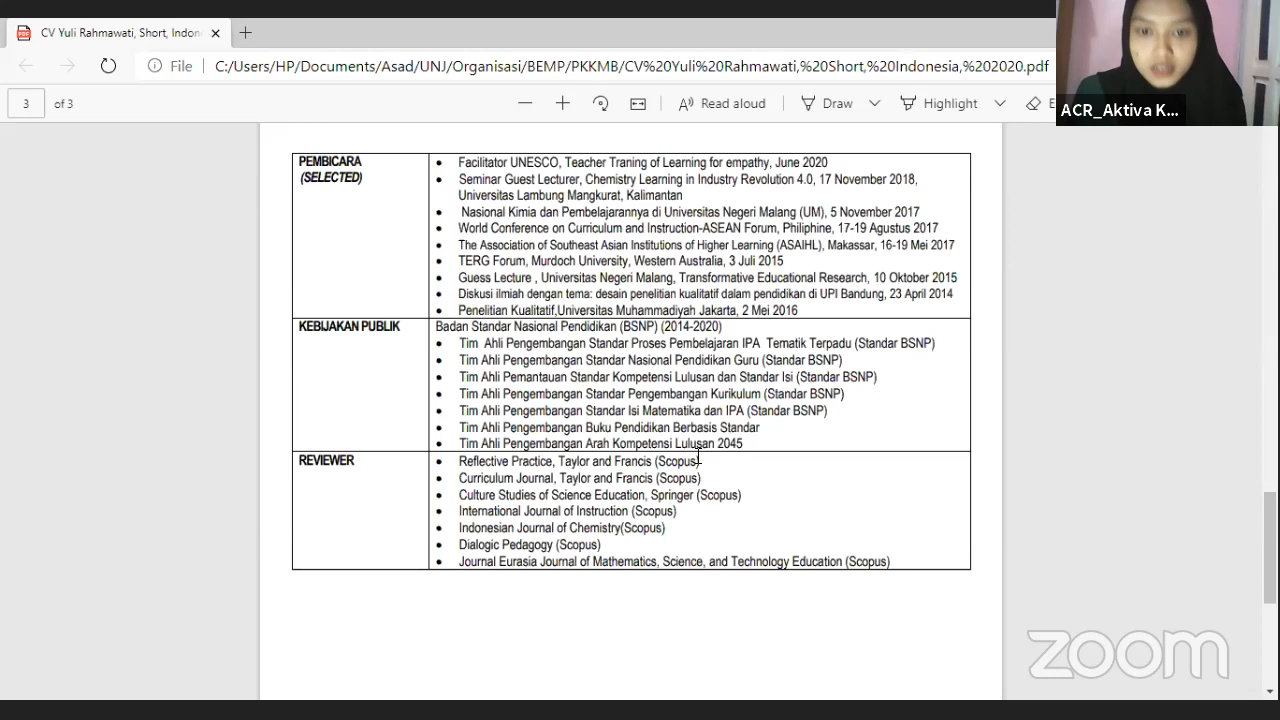 CV Yuli Rahmawati, Short, Indon
File
C:/Users/HP/Documents/Asad/UNJ/Organisasi/BEMP/PKKMB/CV%20Yuli%20Rahmawati,%20Short,%20Indonesia,%202020.pdf
3 of 3
Read aloud
Draw
Highlight
E
ACR_Aktiva K...
PEMBICARA
(SELECTED)
• Facilitator UNESCO, Teacher Traning of Learning for empathy, June 2020
• Seminar Guest Lecturer, Chemistry Learning in Industry Revolution 4.0, 17 November 2018,
Universitas Lambung Mangkurat, Kalimantan
• Nasional Kimia dan Pembelajarannya di Universitas Negeri Malang (UM), 5 November 2017
• World Conference on Curriculum and Instruction-ASEAN Forum, Philiphine, 17-19 Agustus 2017
• The Association of Southeast Asian Institutions of Higher Learning (ASAIHL), Makassar, 16-19 Mei 2017
• TERG Forum, Murdoch University, Western Australia, 3 Juli 2015
• Guess Lecture , Universitas Negeri Malang, Transformative Educational Research, 10 Oktober 2015
• Diskusi ilmiah dengan tema: desain penelitian kualitatif dalam pendidikan di UPI Bandung, 23 April 2014
• Penelitian Kualitatif,Universitas Muhammadiyah Jakarta, 2 Mei 2016
KEBIJAKAN PUBLIK
Badan Standar Nasional Pendidikan (BSNP) (2014-2020)
• Tim Ahli Pengembangan Standar Proses Pembelajaran IPA Tematik Terpadu (Standar BSNP)
• Tim Ahli Pengembangan Standar Nasional Pendidikan Guru (Standar BSNP)
• Tim Ahli Pemantauan Standar Kompetensi Lulusan dan Standar Isi (Standar BSNP)
• Tim Ahli Pengembangan Standar Pengembangan Kurikulum (Standar BSNP)
• Tim Ahli Pengembangan Standar Isi Matematika dan IPA (Standar BSNP)
• Tim Ahli Pengembangan Buku Pendidikan Berbasis Standar
• Tim Ahli Pengembangan Arah Kompetensi Lulusan 2045
REVIEWER
• Reflective Practice, Taylor and Francis (Scopus)
• Curriculum Journal, Taylor and Francis (Scopus)
• Culture Studies of Science Education, Springer (Scopus)
• International Journal of Instruction (Scopus)
• Indonesian Journal of Chemistry(Scopus)
• Dialogic Pedagogy (Scopus)
• Journal Eurasia Journal of Mathematics, Science, and Technology Education (Scopus)
zoom